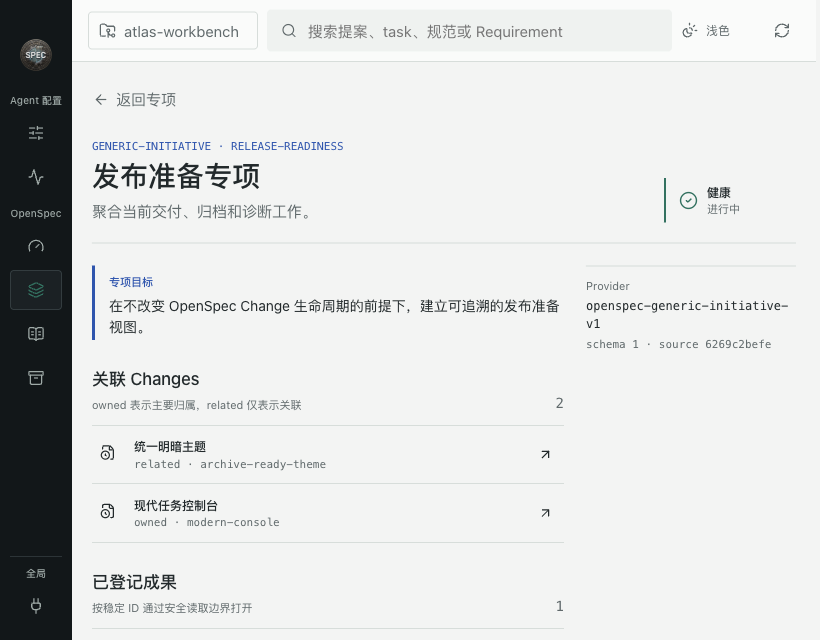 SPEC
atlas-workbench
搜索提案、task、规范或 Requirement
浅色
Agent 配置
OpenSpec
全局
返回专项
GENERIC-INITIATIVE · RELEASE-READINESS
发布准备专项
聚合当前交付、归档和诊断工作。
健康
进行中
专项目标
在不改变 OpenSpec Change 生命周期的前提下，建立可追溯的发布准备
视图。
Provider
openspec-generic-initiative-
v1
schema 1 · source 6269c2befe
关联 Changes
owned 表示主要归属，related 仅表示关联
2
统一明暗主题
related · archive-ready-theme
现代任务控制台
owned · modern-console
已登记成果
按稳定 ID 通过安全读取边界打开
1